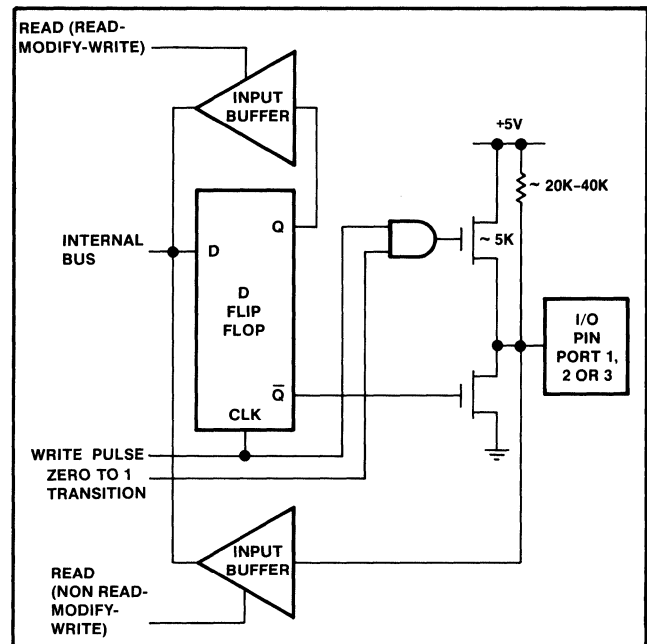 READ (READ-
MODIFY-WRITE)
INPUT
BUFFER
+5V
~ 20K-40K
Q
INTERNAL
BUS
D
~ 5K
D
FLIP
FLOP
I/O
PIN
PORT 1,
2 OR 3
Q̅
CLK
WRITE PULSE
ZERO TO 1
TRANSITION
INPUT
BUFFER
READ
(NON READ-
MODIFY-
WRITE)